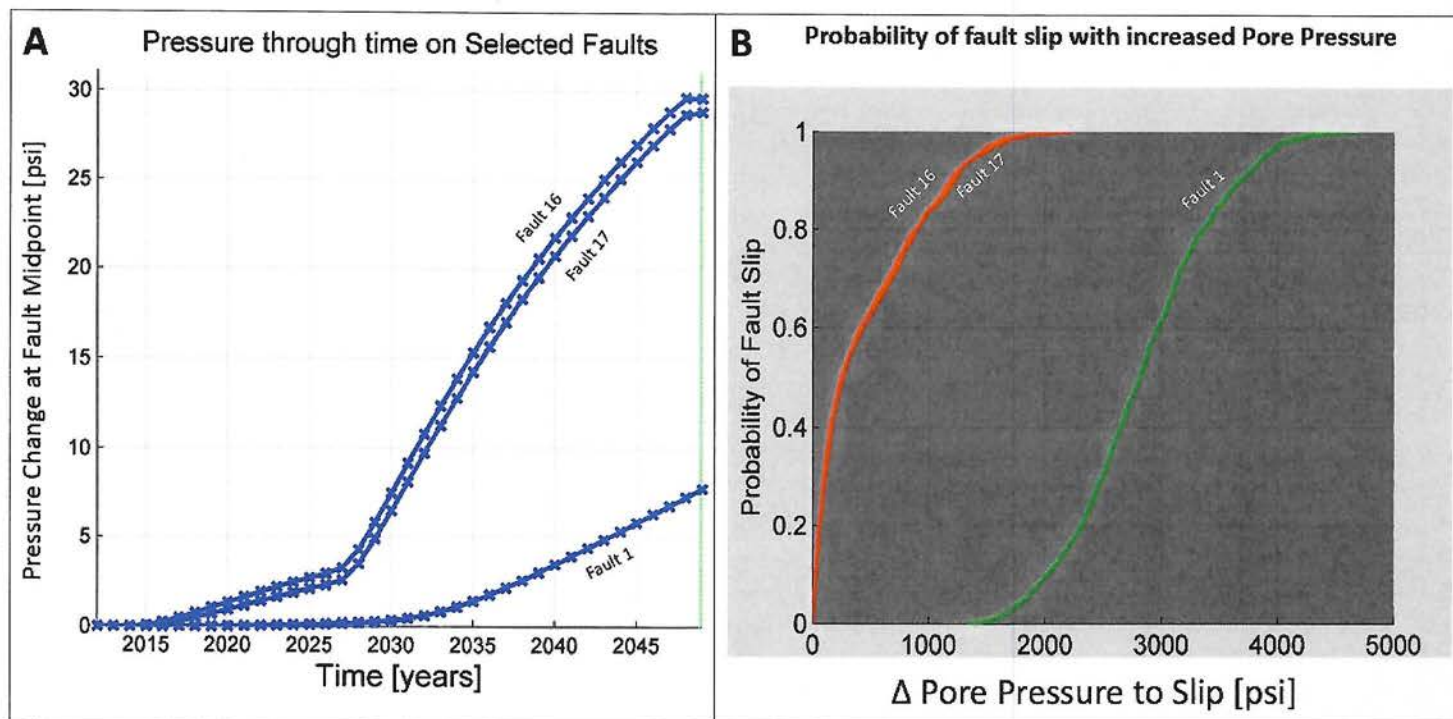 A
Pressure through time on Selected Faults
Pressure Change at Fault Midpoint [psi]
30
25
20
15
10
5
0
Fault 16
Fault 17
Fault 1
2015 2020 2025 2030 2035 2040 2045
Time [years]
B
Probability of fault slip with increased Pore Pressure
Probability of Fault Slip
1
0.8
0.6
0.4
0.2
0
Fault 16
Fault 17
Fault 1
0 1000 2000 3000 4000 5000
Δ Pore Pressure to Slip [psi]